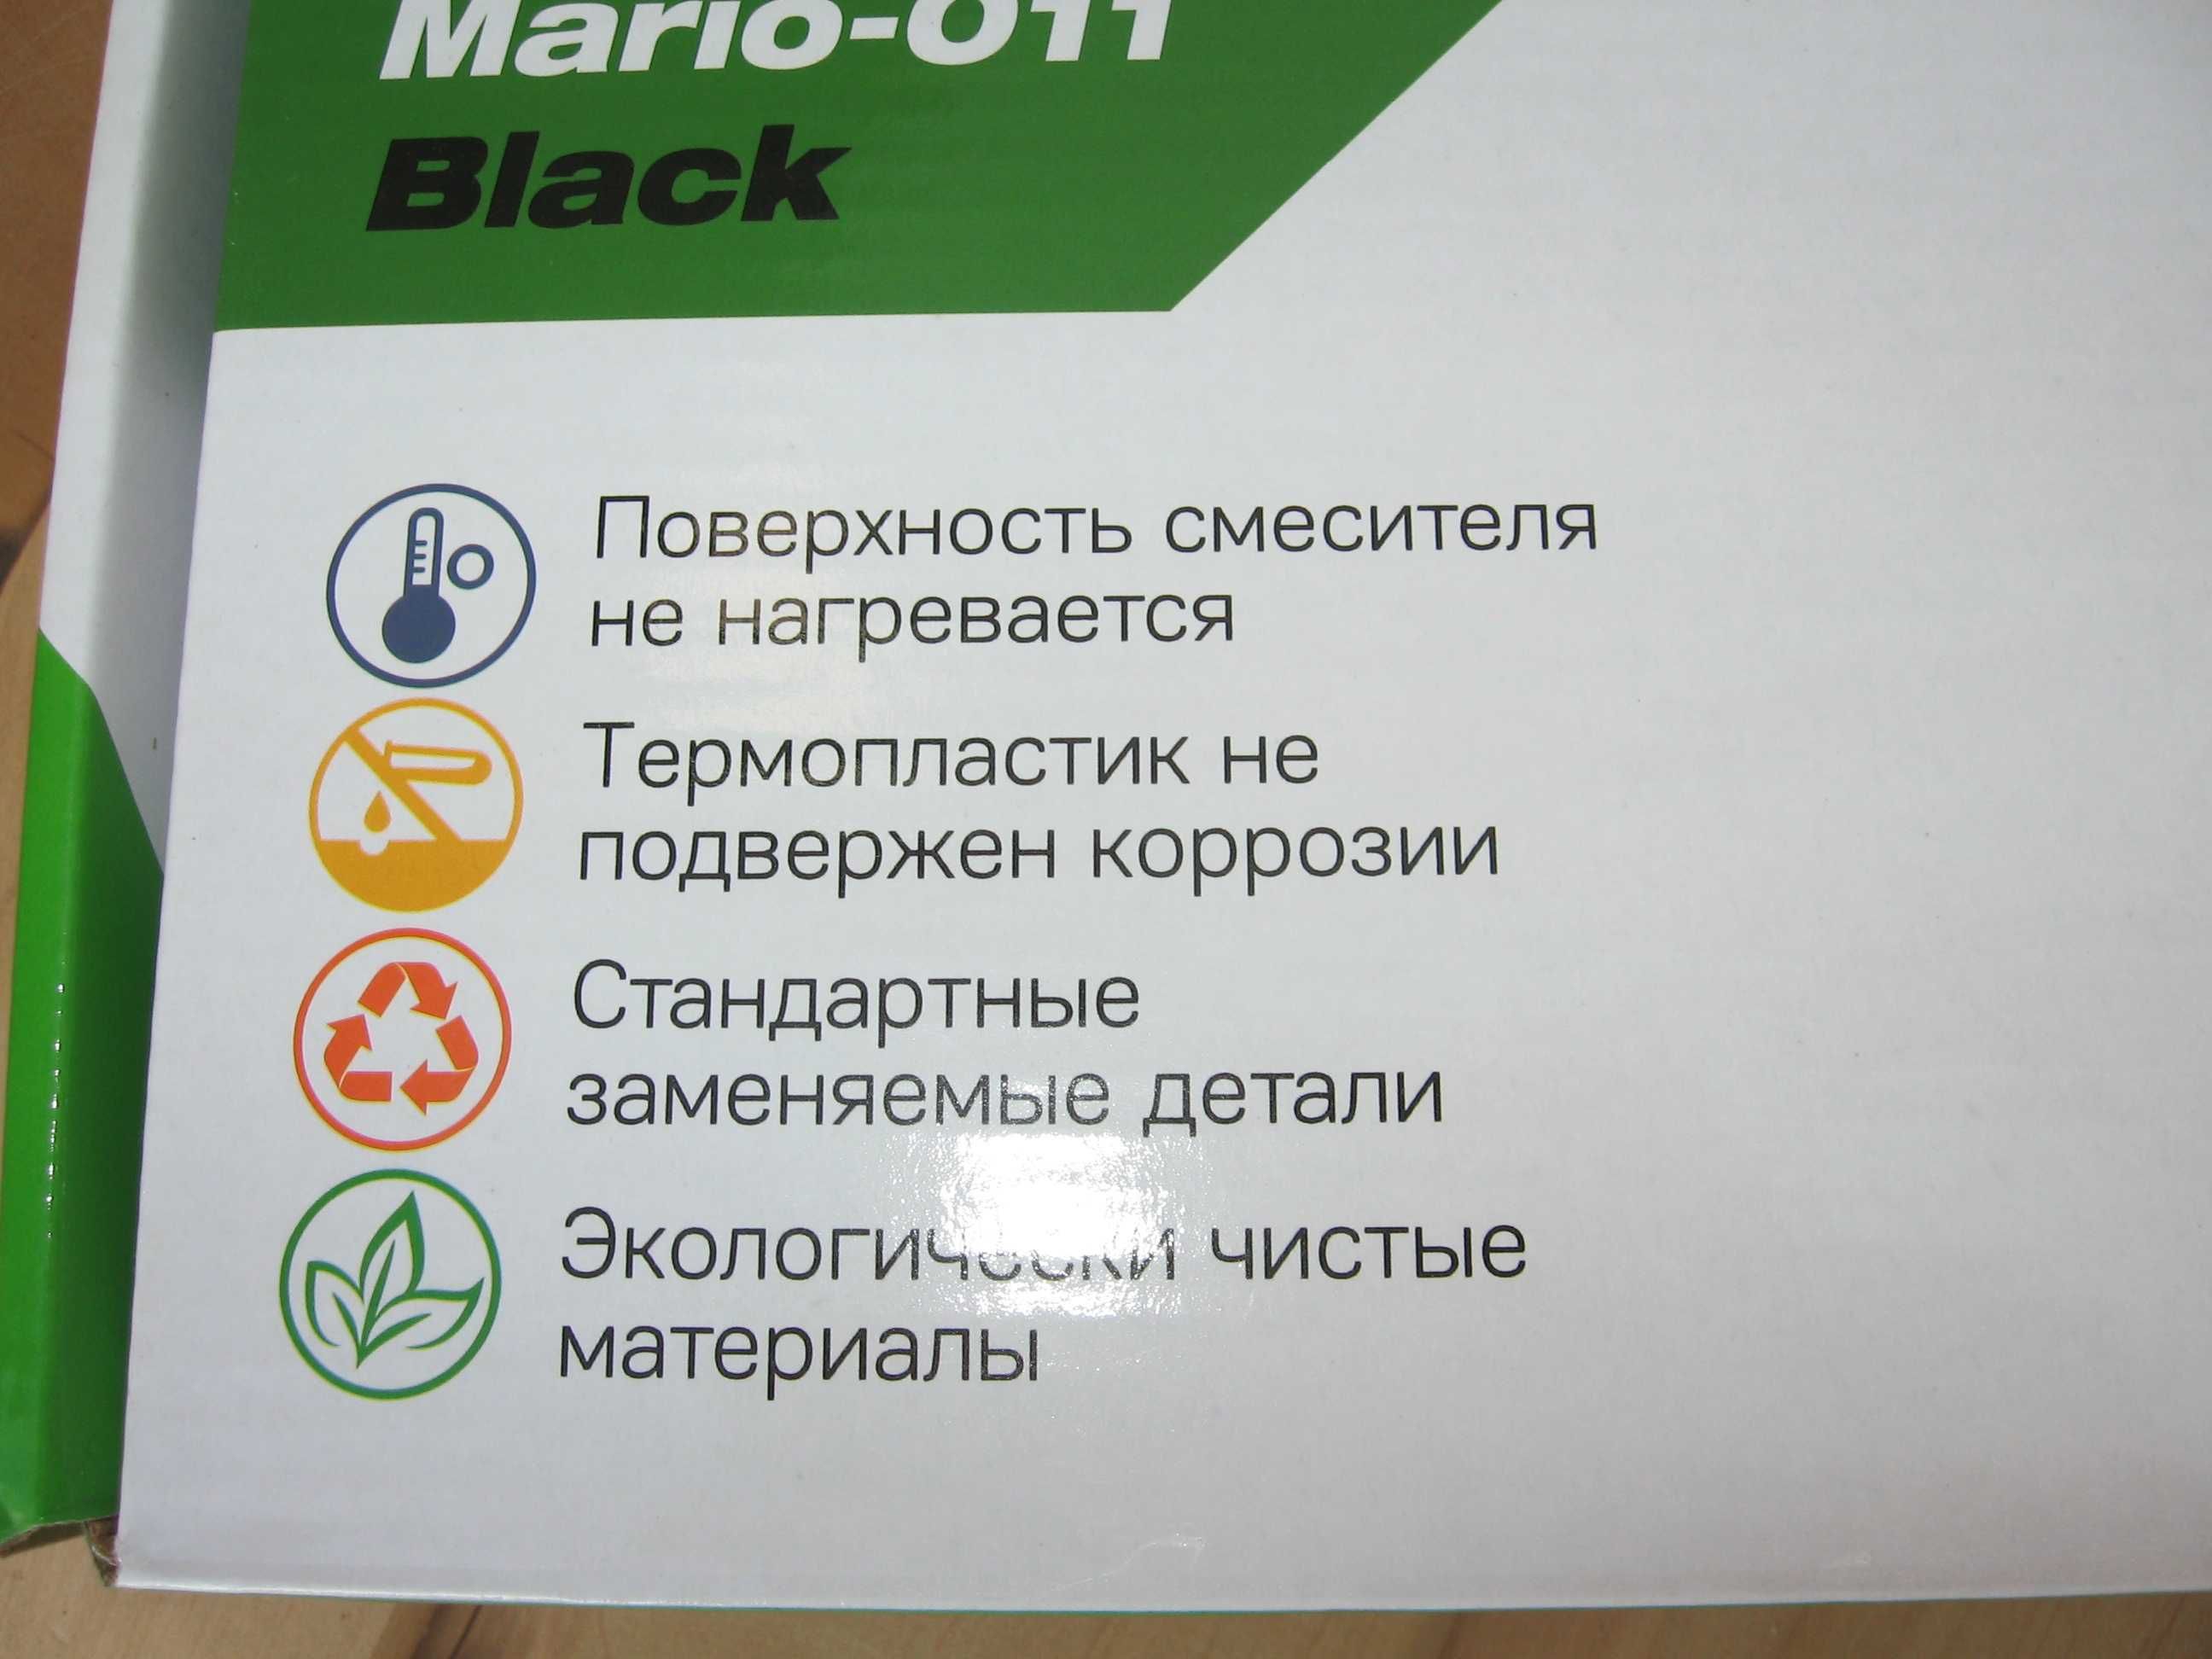 Mario-011
Black
Поверхность смесителя
не нагревается
Термопластик не
подвержен коррозии
Стандартные
заменяемые детали
Экологически чистые
материалы